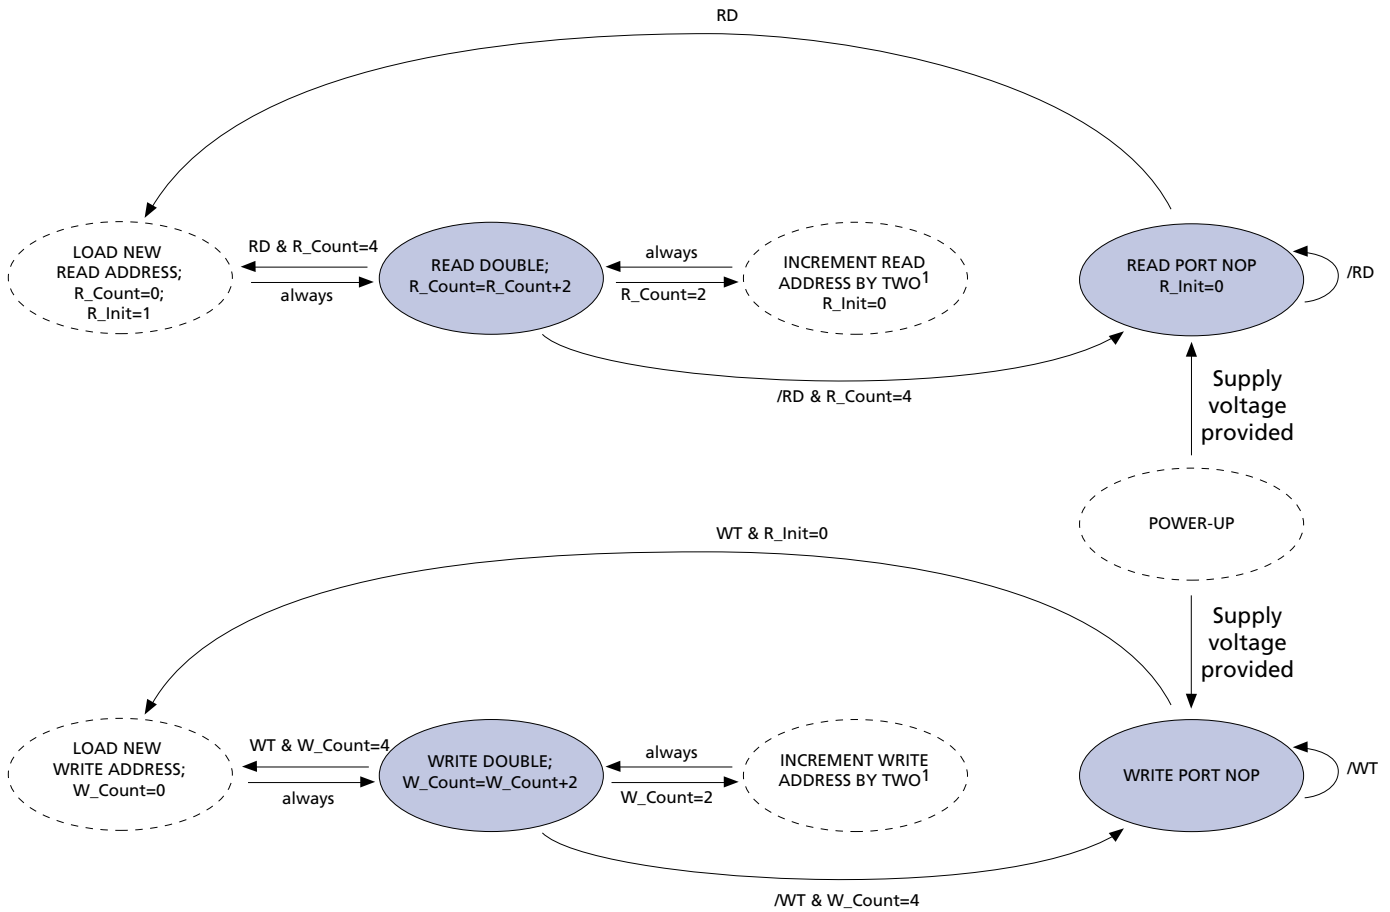 RD
LOAD NEW
READ ADDRESS;
R_Count=0;
R_Init=1
RD & R_Count=4
always
READ DOUBLE;
R_Count=R_Count+2
always
R_Count=2
INCREMENT READ
ADDRESS BY TWO1
R_Init=0
READ PORT NOP
R_Init=0
/RD
/RD & R_Count=4
Supply
voltage
provided
POWER-UP
WT & R_Init=0
Supply
voltage
provided
LOAD NEW
WRITE ADDRESS;
W_Count=0
WT & W_Count=4
always
WRITE DOUBLE;
W_Count=W_Count+2
always
W_Count=2
INCREMENT WRITE
ADDRESS BY TWO1
WRITE PORT NOP
/WT
/WT & W_Count=4